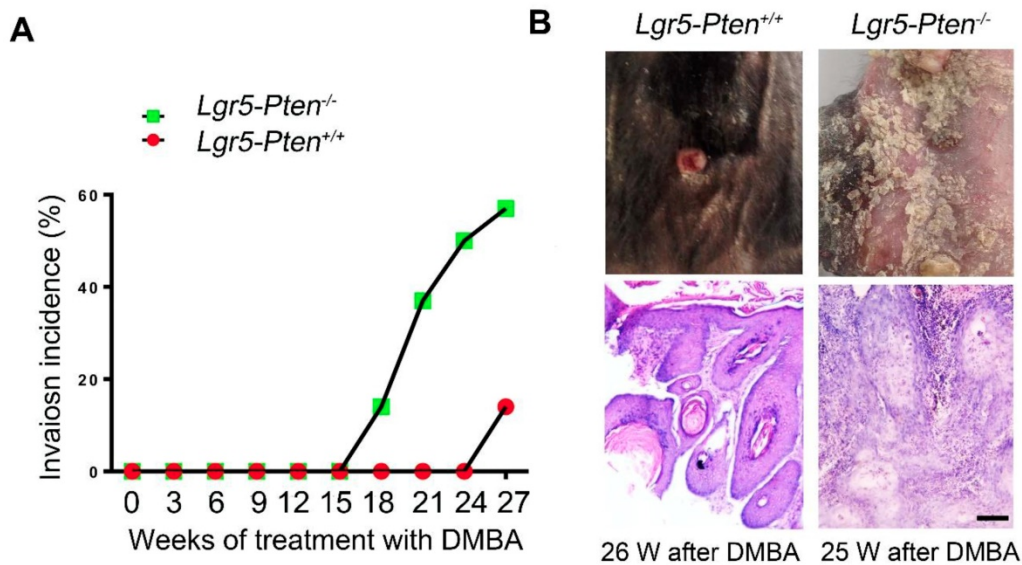 A
Lgr5-Pten-/-
Lgr5-Pten+/+
Invaiosn incidence (%)
60
40
20
0
0 3 6 9 12 15 18 21 24 27
Weeks of treatment with DMBA
B
Lgr5-Pten+/+ Lgr5-Pten-/-
26 W after DMBA 25 W after DMBA